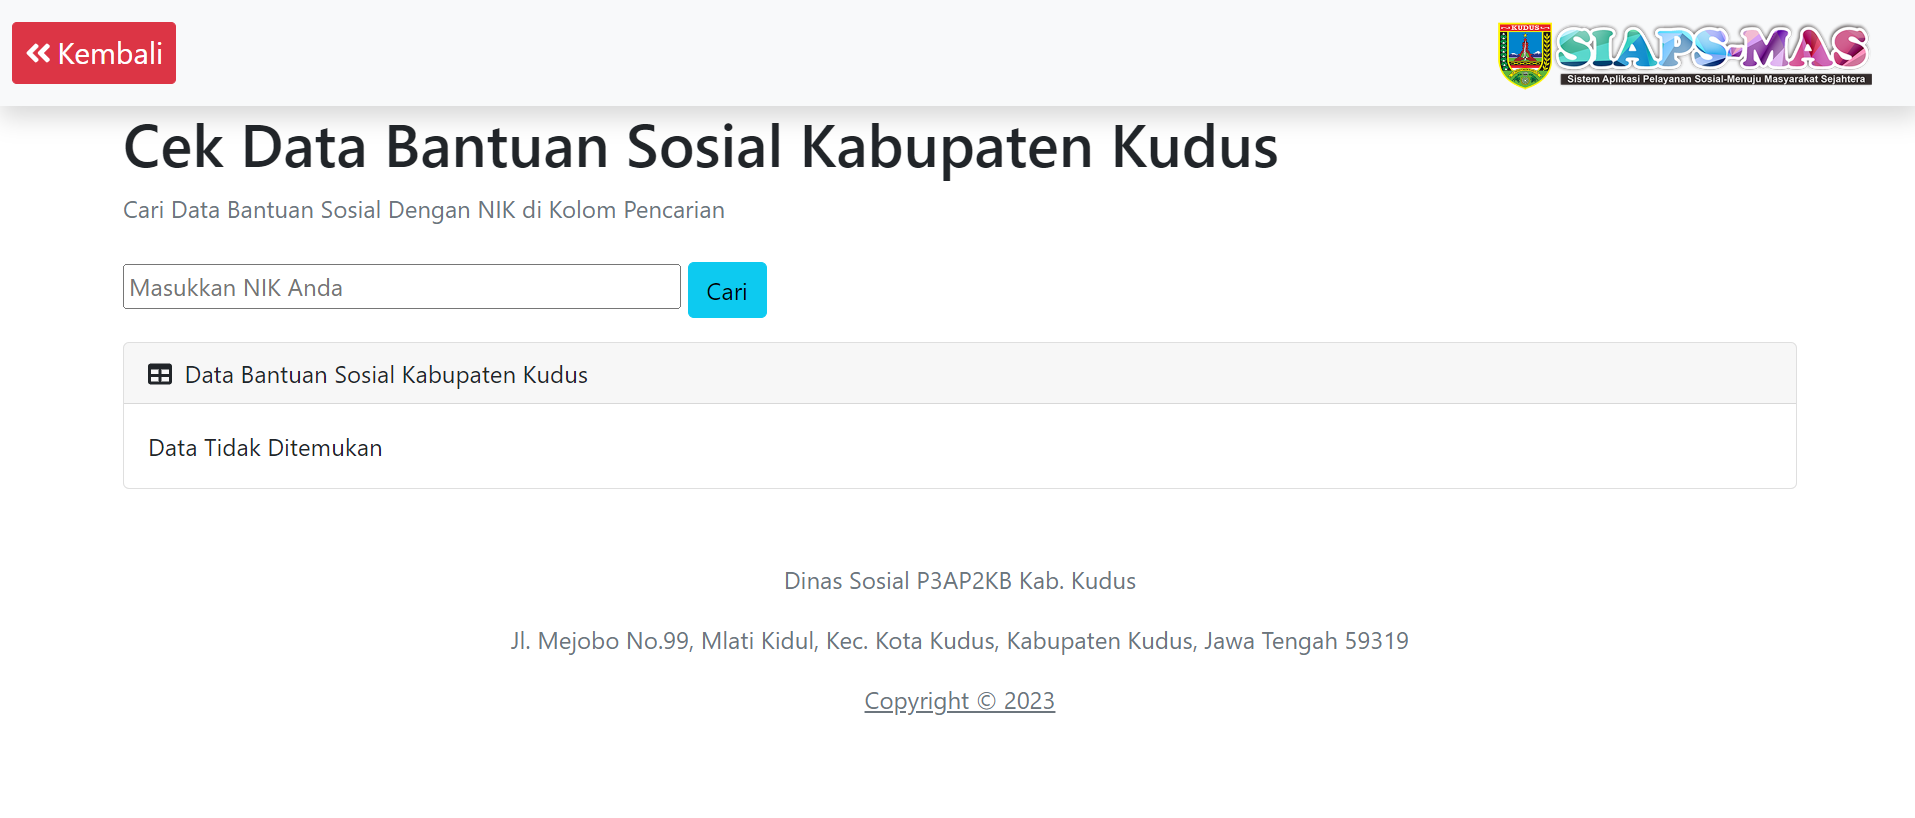 Kembali
KUDUS
SIAPS-MAS
Sistem Aplikasi Pelayanan Sosial-Menuju Masyarakat Sejahtera
Cek Data Bantuan Sosial Kabupaten Kudus
Cari Data Bantuan Sosial Dengan NIK di Kolom Pencarian
Masukkan NIK Anda
Cari
Data Bantuan Sosial Kabupaten Kudus
Data Tidak Ditemukan
Dinas Sosial P3AP2KB Kab. Kudus
Jl. Mejobo No.99, Mlati Kidul, Kec. Kota Kudus, Kabupaten Kudus, Jawa Tengah 59319
Copyright © 2023